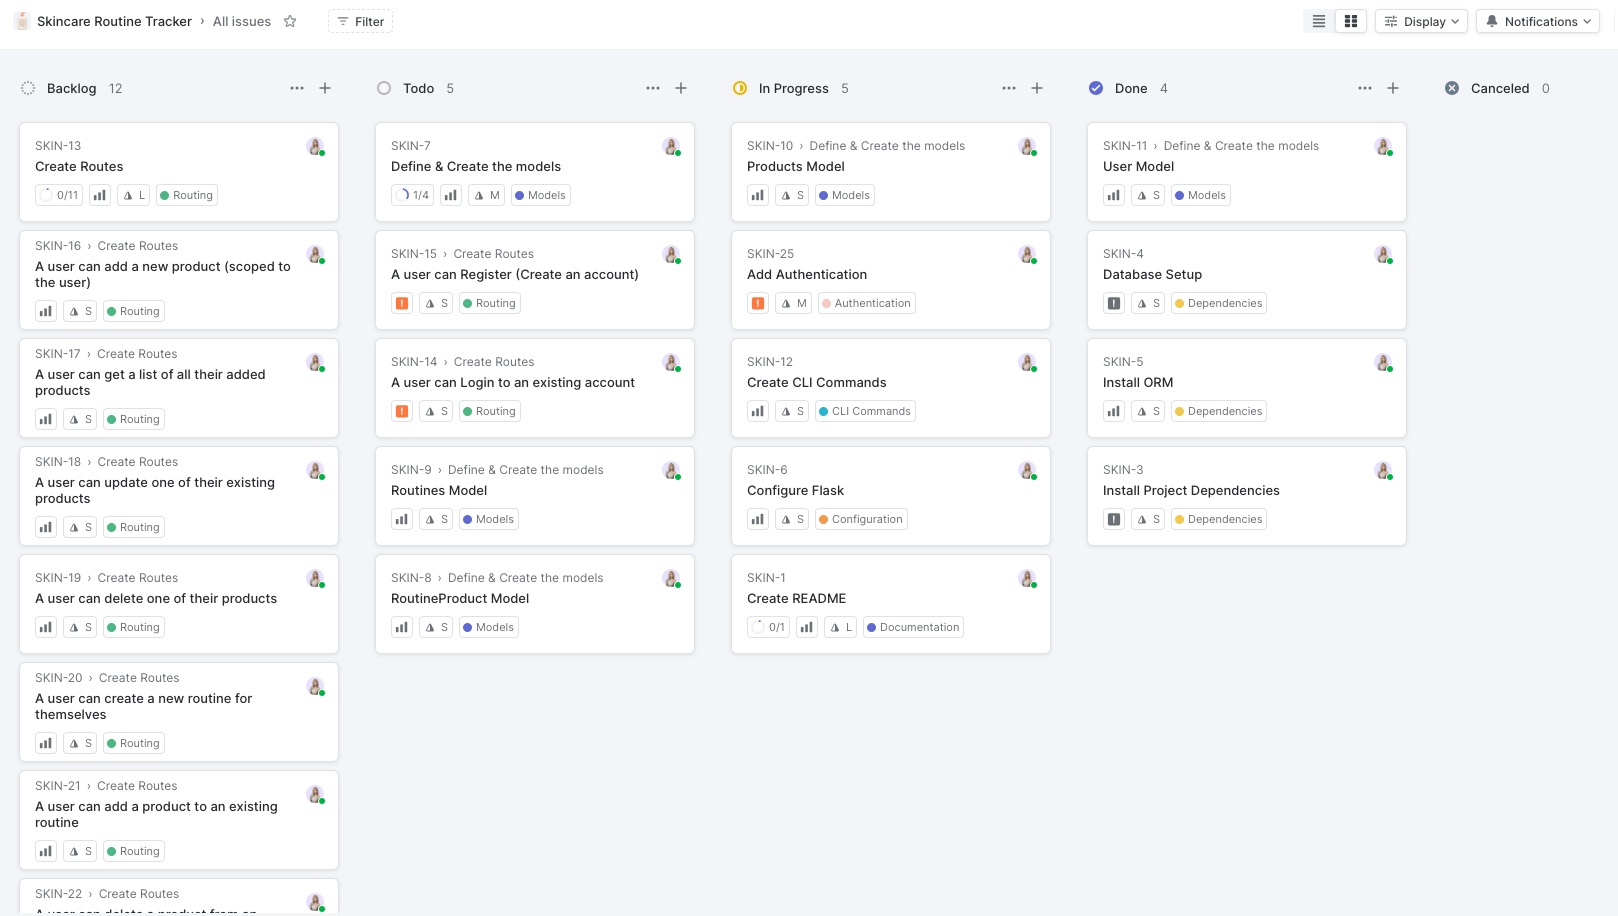 Skincare Routine Tracker › All issues
Filter
Display
Notifications
Backlog 12
SKIN-13
Create Routes
0/11 L Routing
SKIN-16 › Create Routes
A user can add a new product (scoped to
the user)
S Routing
SKIN-17 › Create Routes
A user can get a list of all their added
products
S Routing
SKIN-18 › Create Routes
A user can update one of their existing
products
S Routing
SKIN-19 › Create Routes
A user can delete one of their products
S Routing
SKIN-20 › Create Routes
A user can create a new routine for
themselves
S Routing
SKIN-21 › Create Routes
A user can add a product to an existing
routine
S Routing
SKIN-22 › Create Routes
A user can delete a product from an
Todo 5
SKIN-7
Define & Create the models
1/4 M Models
SKIN-15 › Create Routes
A user can Register (Create an account)
S Routing
SKIN-14 › Create Routes
A user can Login to an existing account
S Routing
SKIN-9 › Define & Create the models
Routines Model
S Models
SKIN-8 › Define & Create the models
RoutineProduct Model
S Models
In Progress 5
SKIN-10 › Define & Create the models
Products Model
S Models
SKIN-25
Add Authentication
M Authentication
SKIN-12
Create CLI Commands
S CLI Commands
SKIN-6
Configure Flask
S Configuration
SKIN-1
Create README
0/1 L Documentation
Done 4
SKIN-11 › Define & Create the models
User Model
S Models
SKIN-4
Database Setup
S Dependencies
SKIN-5
Install ORM
S Dependencies
SKIN-3
Install Project Dependencies
S Dependencies
Canceled 0